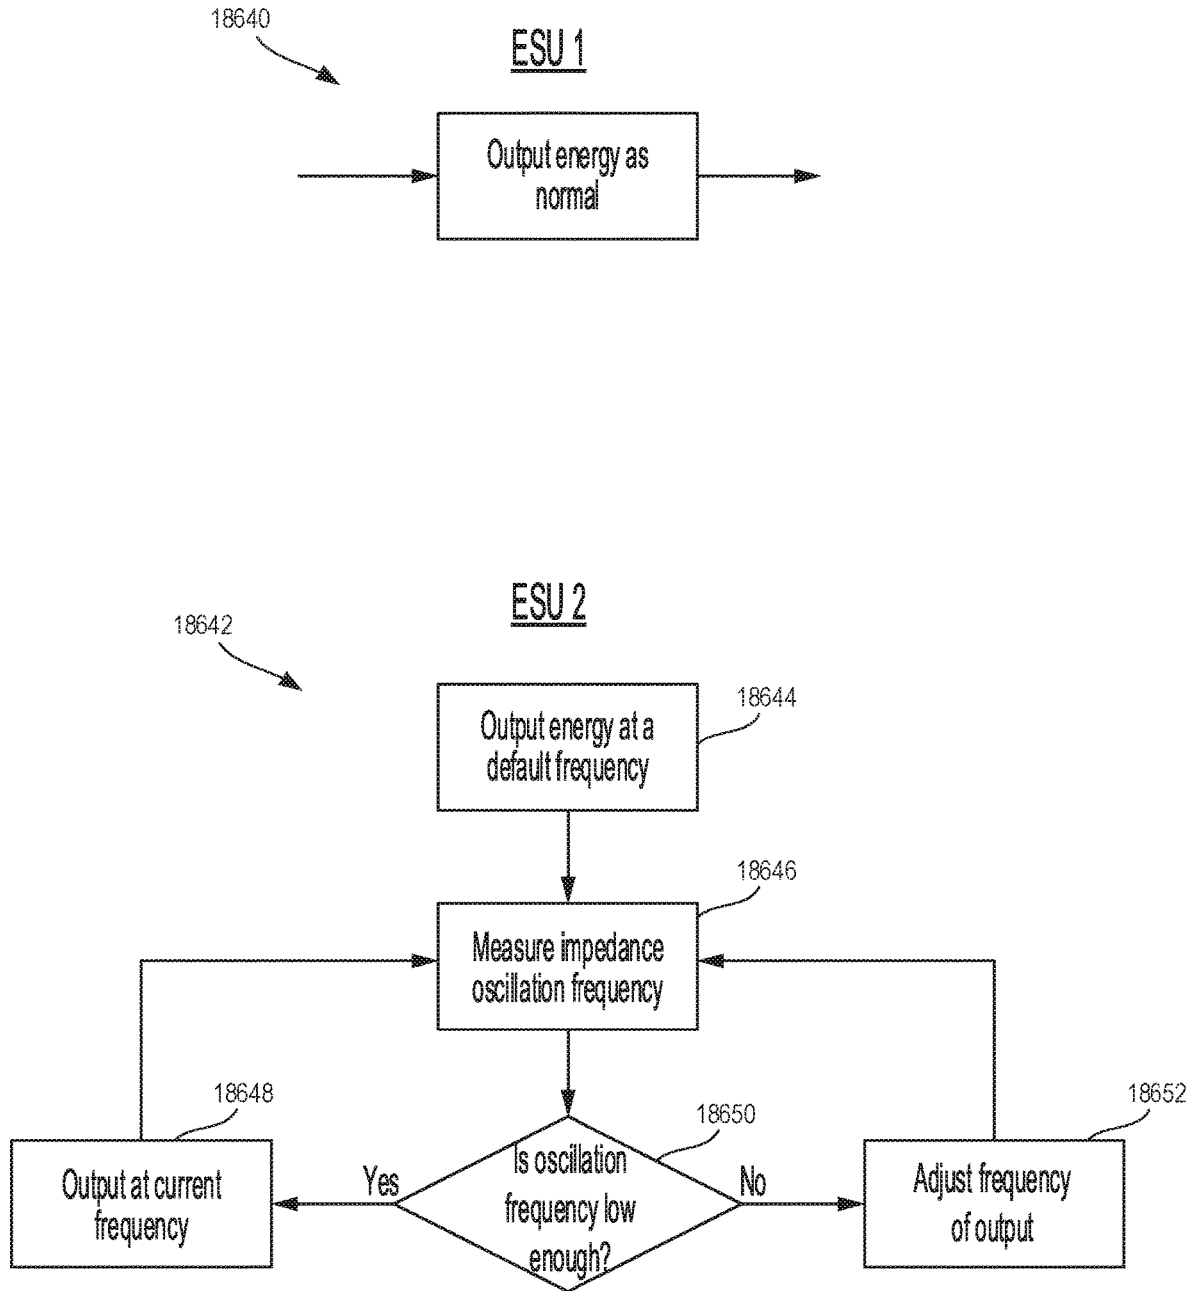 18640
ESU 1
Output energy as
normal
ESU 2
18642
18644
Output energy at a
default frequency
18646
Measure impedance
oscillation frequency
18648
18650
18652
Output at current
frequency
Yes
Is oscillation
frequency low
enough?
No
Adjust frequency
of output